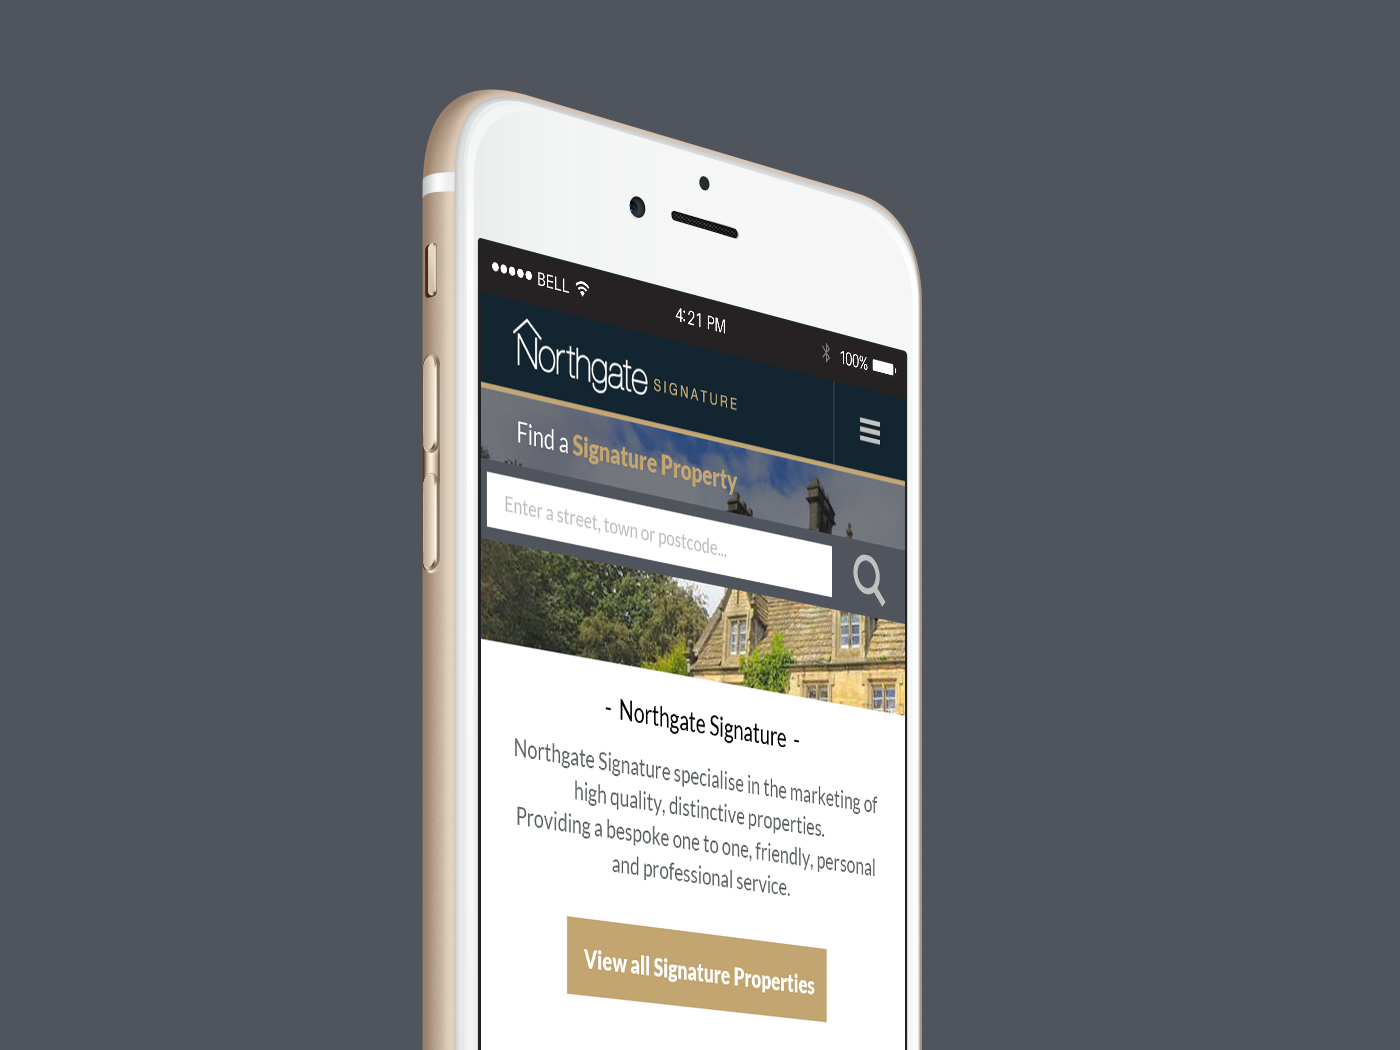 BELL
4:21 PM
100%
Northgate SIGNATURE
Find a Signature Property
Enter a street, town or postcode...
- Northgate Signature -
Northgate Signature specialise in the marketing of
high quality, distinctive properties.
Providing a bespoke one to one, friendly, personal
and professional service.
View all Signature Properties